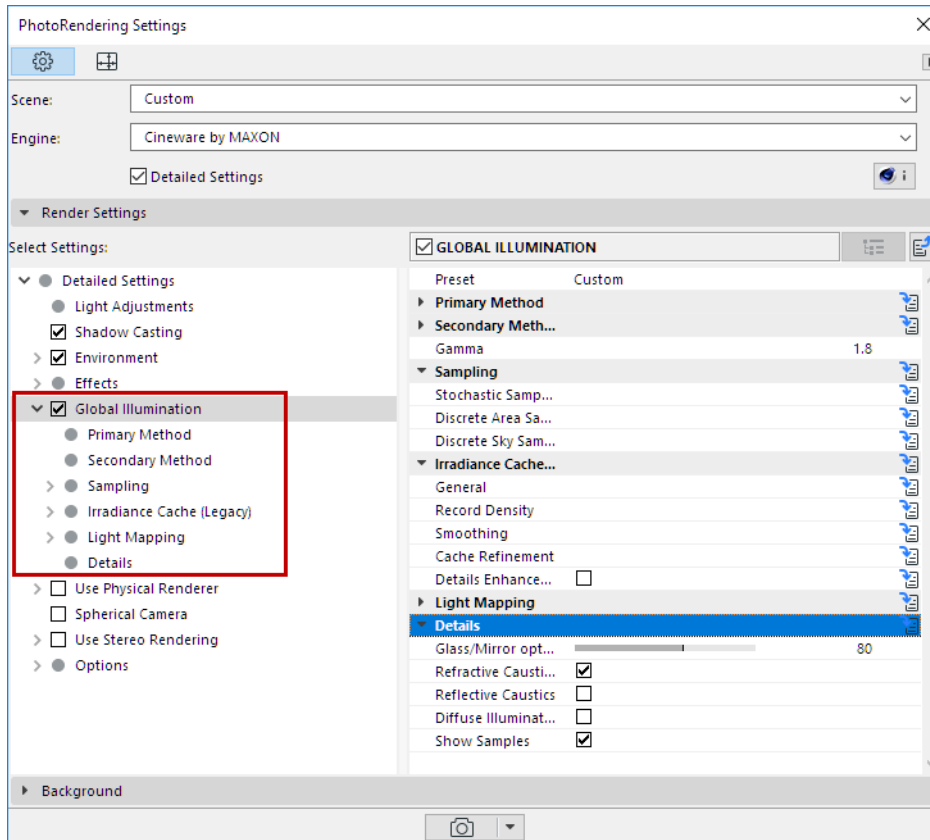 PhotoRendering Settings
Scene:
Custom
Engine:
Cineware by MAXON
Detailed Settings
i
Render Settings
Select Settings:
GLOBAL ILLUMINATION
Detailed Settings
Light Adjustments
Shadow Casting
Environment
Effects
Global Illumination
Primary Method
Secondary Method
Sampling
Irradiance Cache (Legacy)
Light Mapping
Details
Use Physical Renderer
Spherical Camera
Use Stereo Rendering
Options
Preset Custom
Primary Method
Secondary Meth...
Gamma 1.8
Sampling
Stochastic Samp...
Discrete Area Sa...
Discrete Sky Sam...
Irradiance Cache...
General
Record Density
Smoothing
Cache Refinement
Details Enhance...
Light Mapping
Details
Glass/Mirror opt... 80
Refractive Causti...
Reflective Caustics
Diffuse Illuminat...
Show Samples
Background